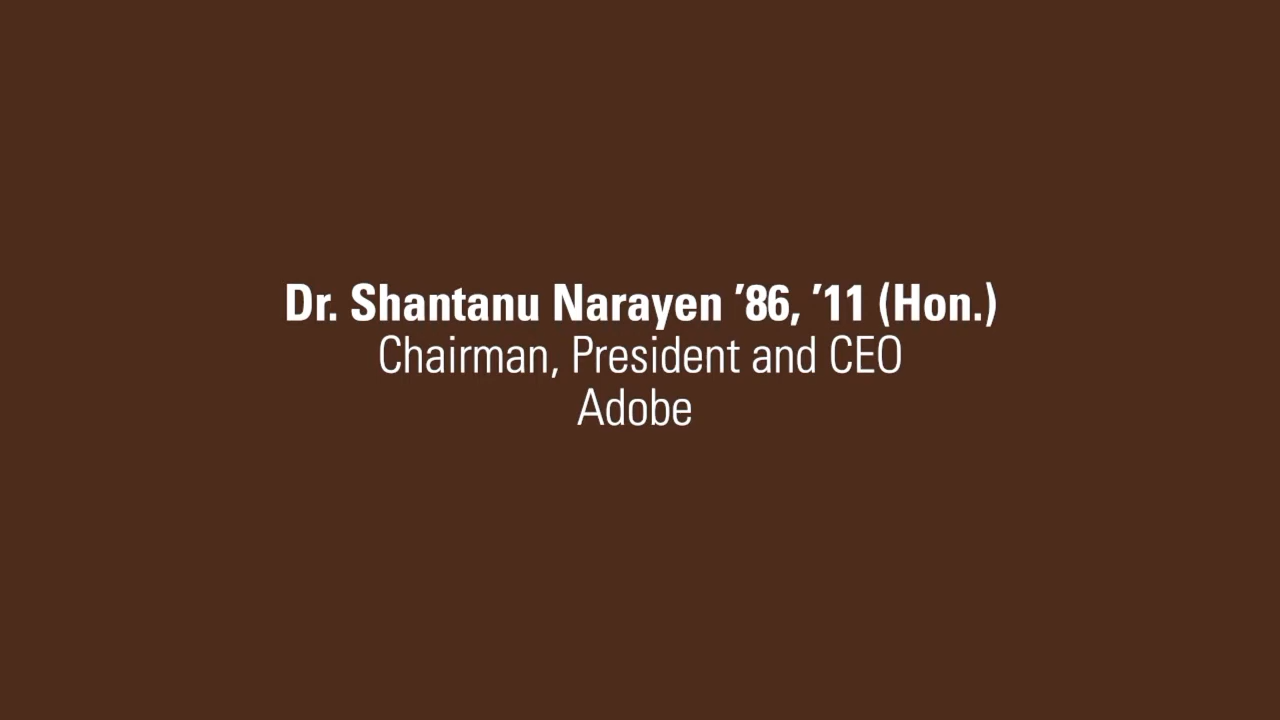 Dr. Shantanu Narayen ’86, ’11 (Hon.)
Chairman, President and CEO
Adobe